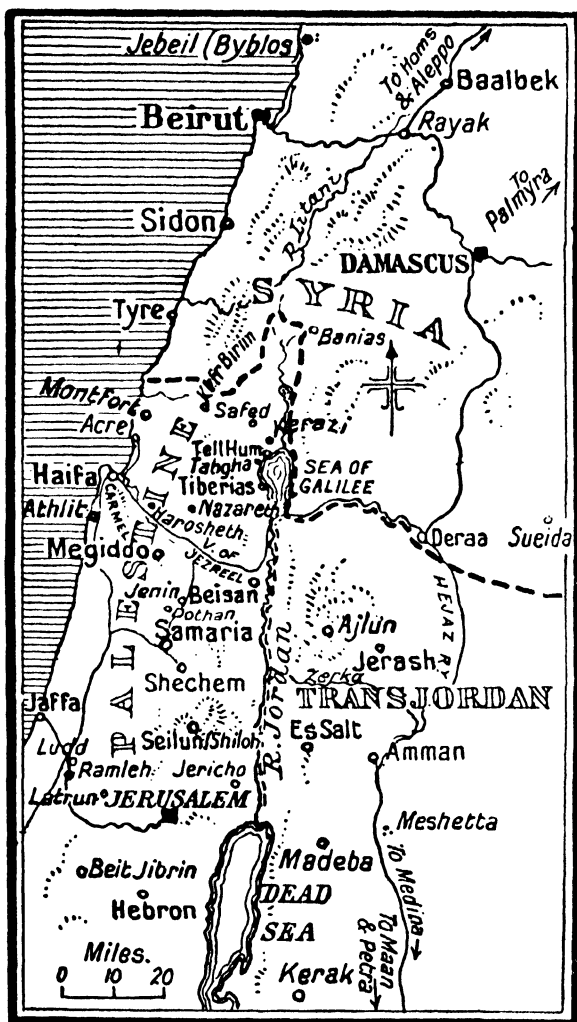 Jebeil (Byblos)
To Homs
& Aleppo
Baalbek
Beirut
Rayak
R. Litani
To
Palmyra
Sidon
DAMASCUS
SYRIA
Tyre
Banias
Kefr Birim
Montfort
Safed
Acre
Kerazi
Tell Hum
Tabgha
SEA OF
GALILEE
Haifa
Tiberias
Athlit
CARMEL
Nazareth
Harosheth
Deraa
Sueida
Megiddo
V. OF
JEZREEL
HEJAZ RY
Jenin
Beisan
Dothan
Samaria
Ajlun
Jerash
Shechem
Zerka
PALESTINE
R. Jordan
TRANSJORDAN
Jaffa
Seilun/Shiloh
Es Salt
Ludd
Ramleh
Jericho
Amman
Latrun
JERUSALEM
Meshetta
Beit Jibrin
Madeba
To Medina
Hebron
DEAD
SEA
Miles.
0 10 20
Kerak
To Maan
& Petra